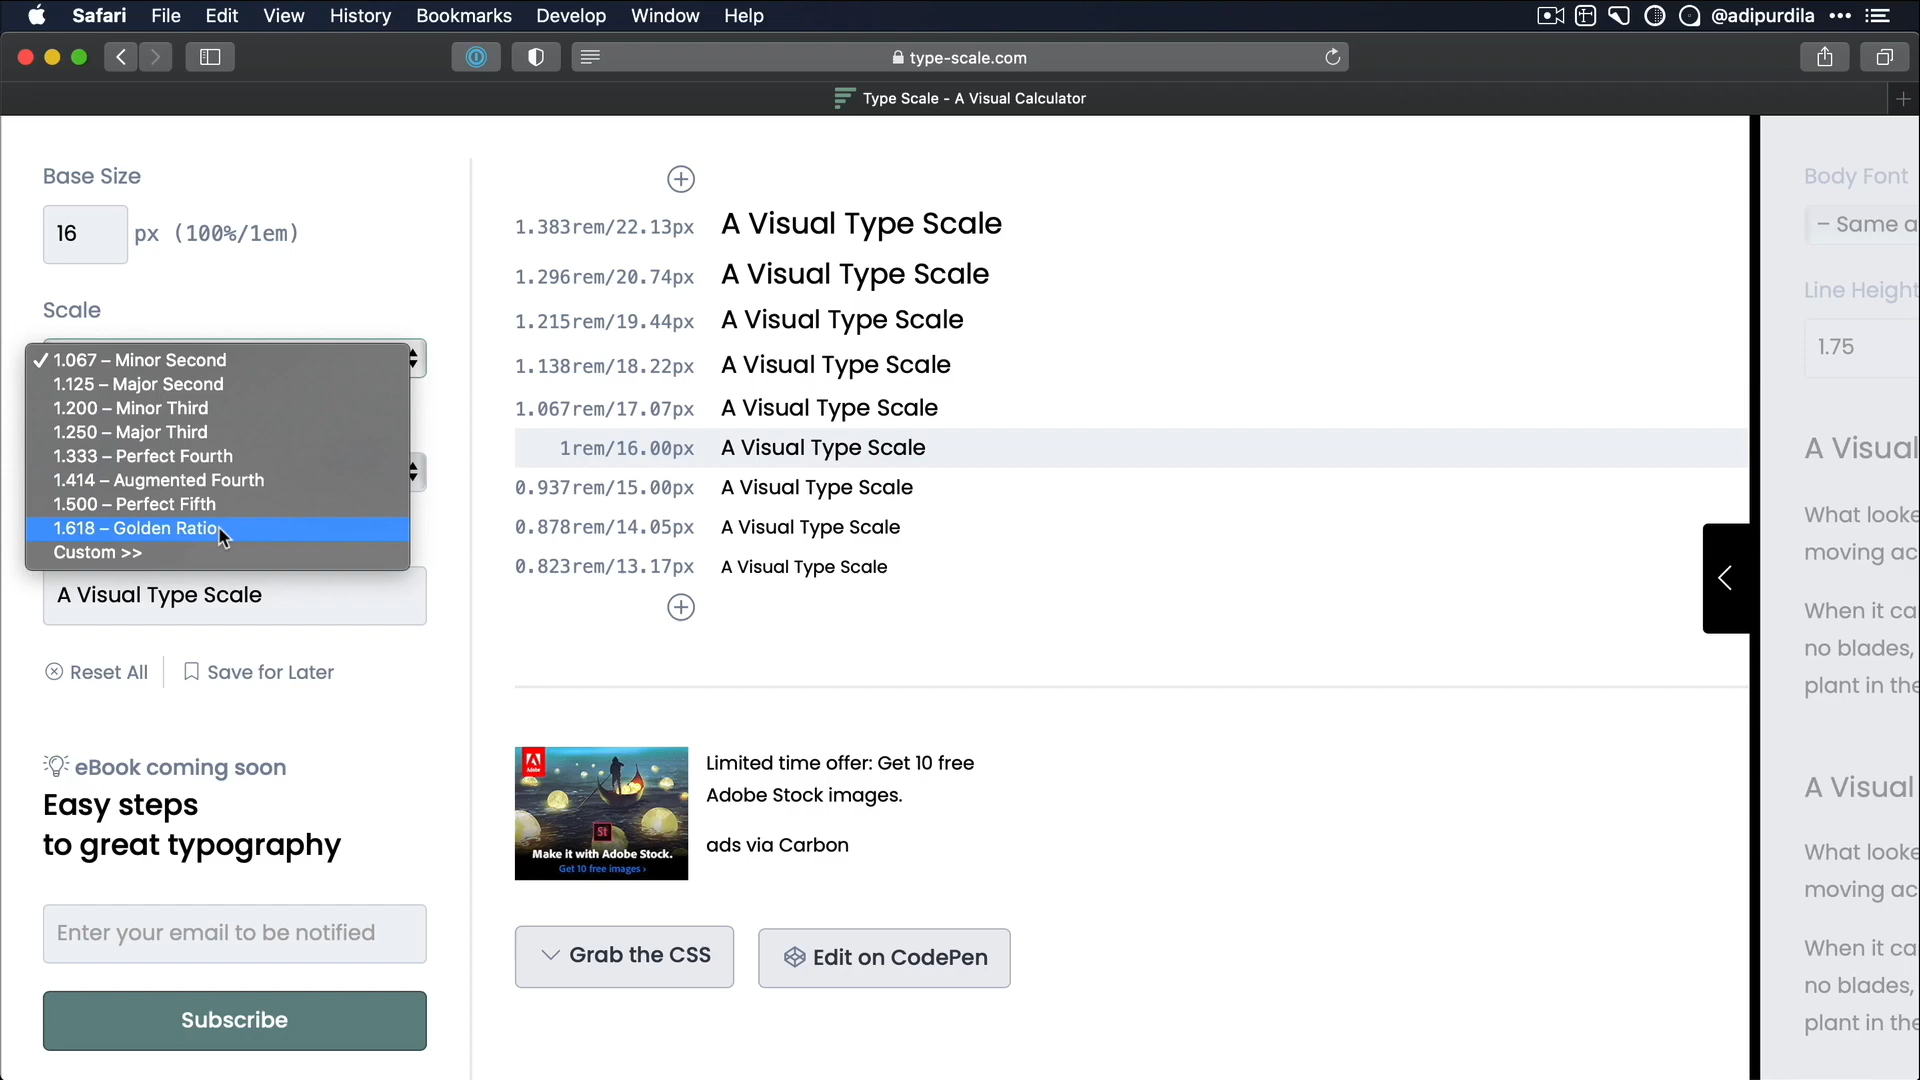 Safari File Edit View History Bookmarks Develop Window Help @adipurdila
type-scale.com
Type Scale - A Visual Calculator
Base Size
16 px (100%/1em)
Scale
✓ 1.067 – Minor Second
1.125 – Major Second
1.200 – Minor Third
1.250 – Major Third
1.333 – Perfect Fourth
1.414 – Augmented Fourth
1.500 – Perfect Fifth
1.618 – Golden Ratio
Custom >>
A Visual Type Scale
Reset All Save for Later
eBook coming soon
Easy steps
to great typography
Enter your email to be notified
Subscribe
1.383rem/22.13px A Visual Type Scale
1.296rem/20.74px A Visual Type Scale
1.215rem/19.44px A Visual Type Scale
1.138rem/18.22px A Visual Type Scale
1.067rem/17.07px A Visual Type Scale
1rem/16.00px A Visual Type Scale
0.937rem/15.00px A Visual Type Scale
0.878rem/14.05px A Visual Type Scale
0.823rem/13.17px A Visual Type Scale
Adobe
St
Make it with Adobe Stock.
Get 10 free images ›
Limited time offer: Get 10 free
Adobe Stock images.
ads via Carbon
Grab the CSS Edit on CodePen
Body Font
– Same a
Line Height
1.75
A Visual
What looke
moving ac
When it ca
no blades,
plant in the
A Visual
What looke
moving ac
When it ca
no blades,
plant in the